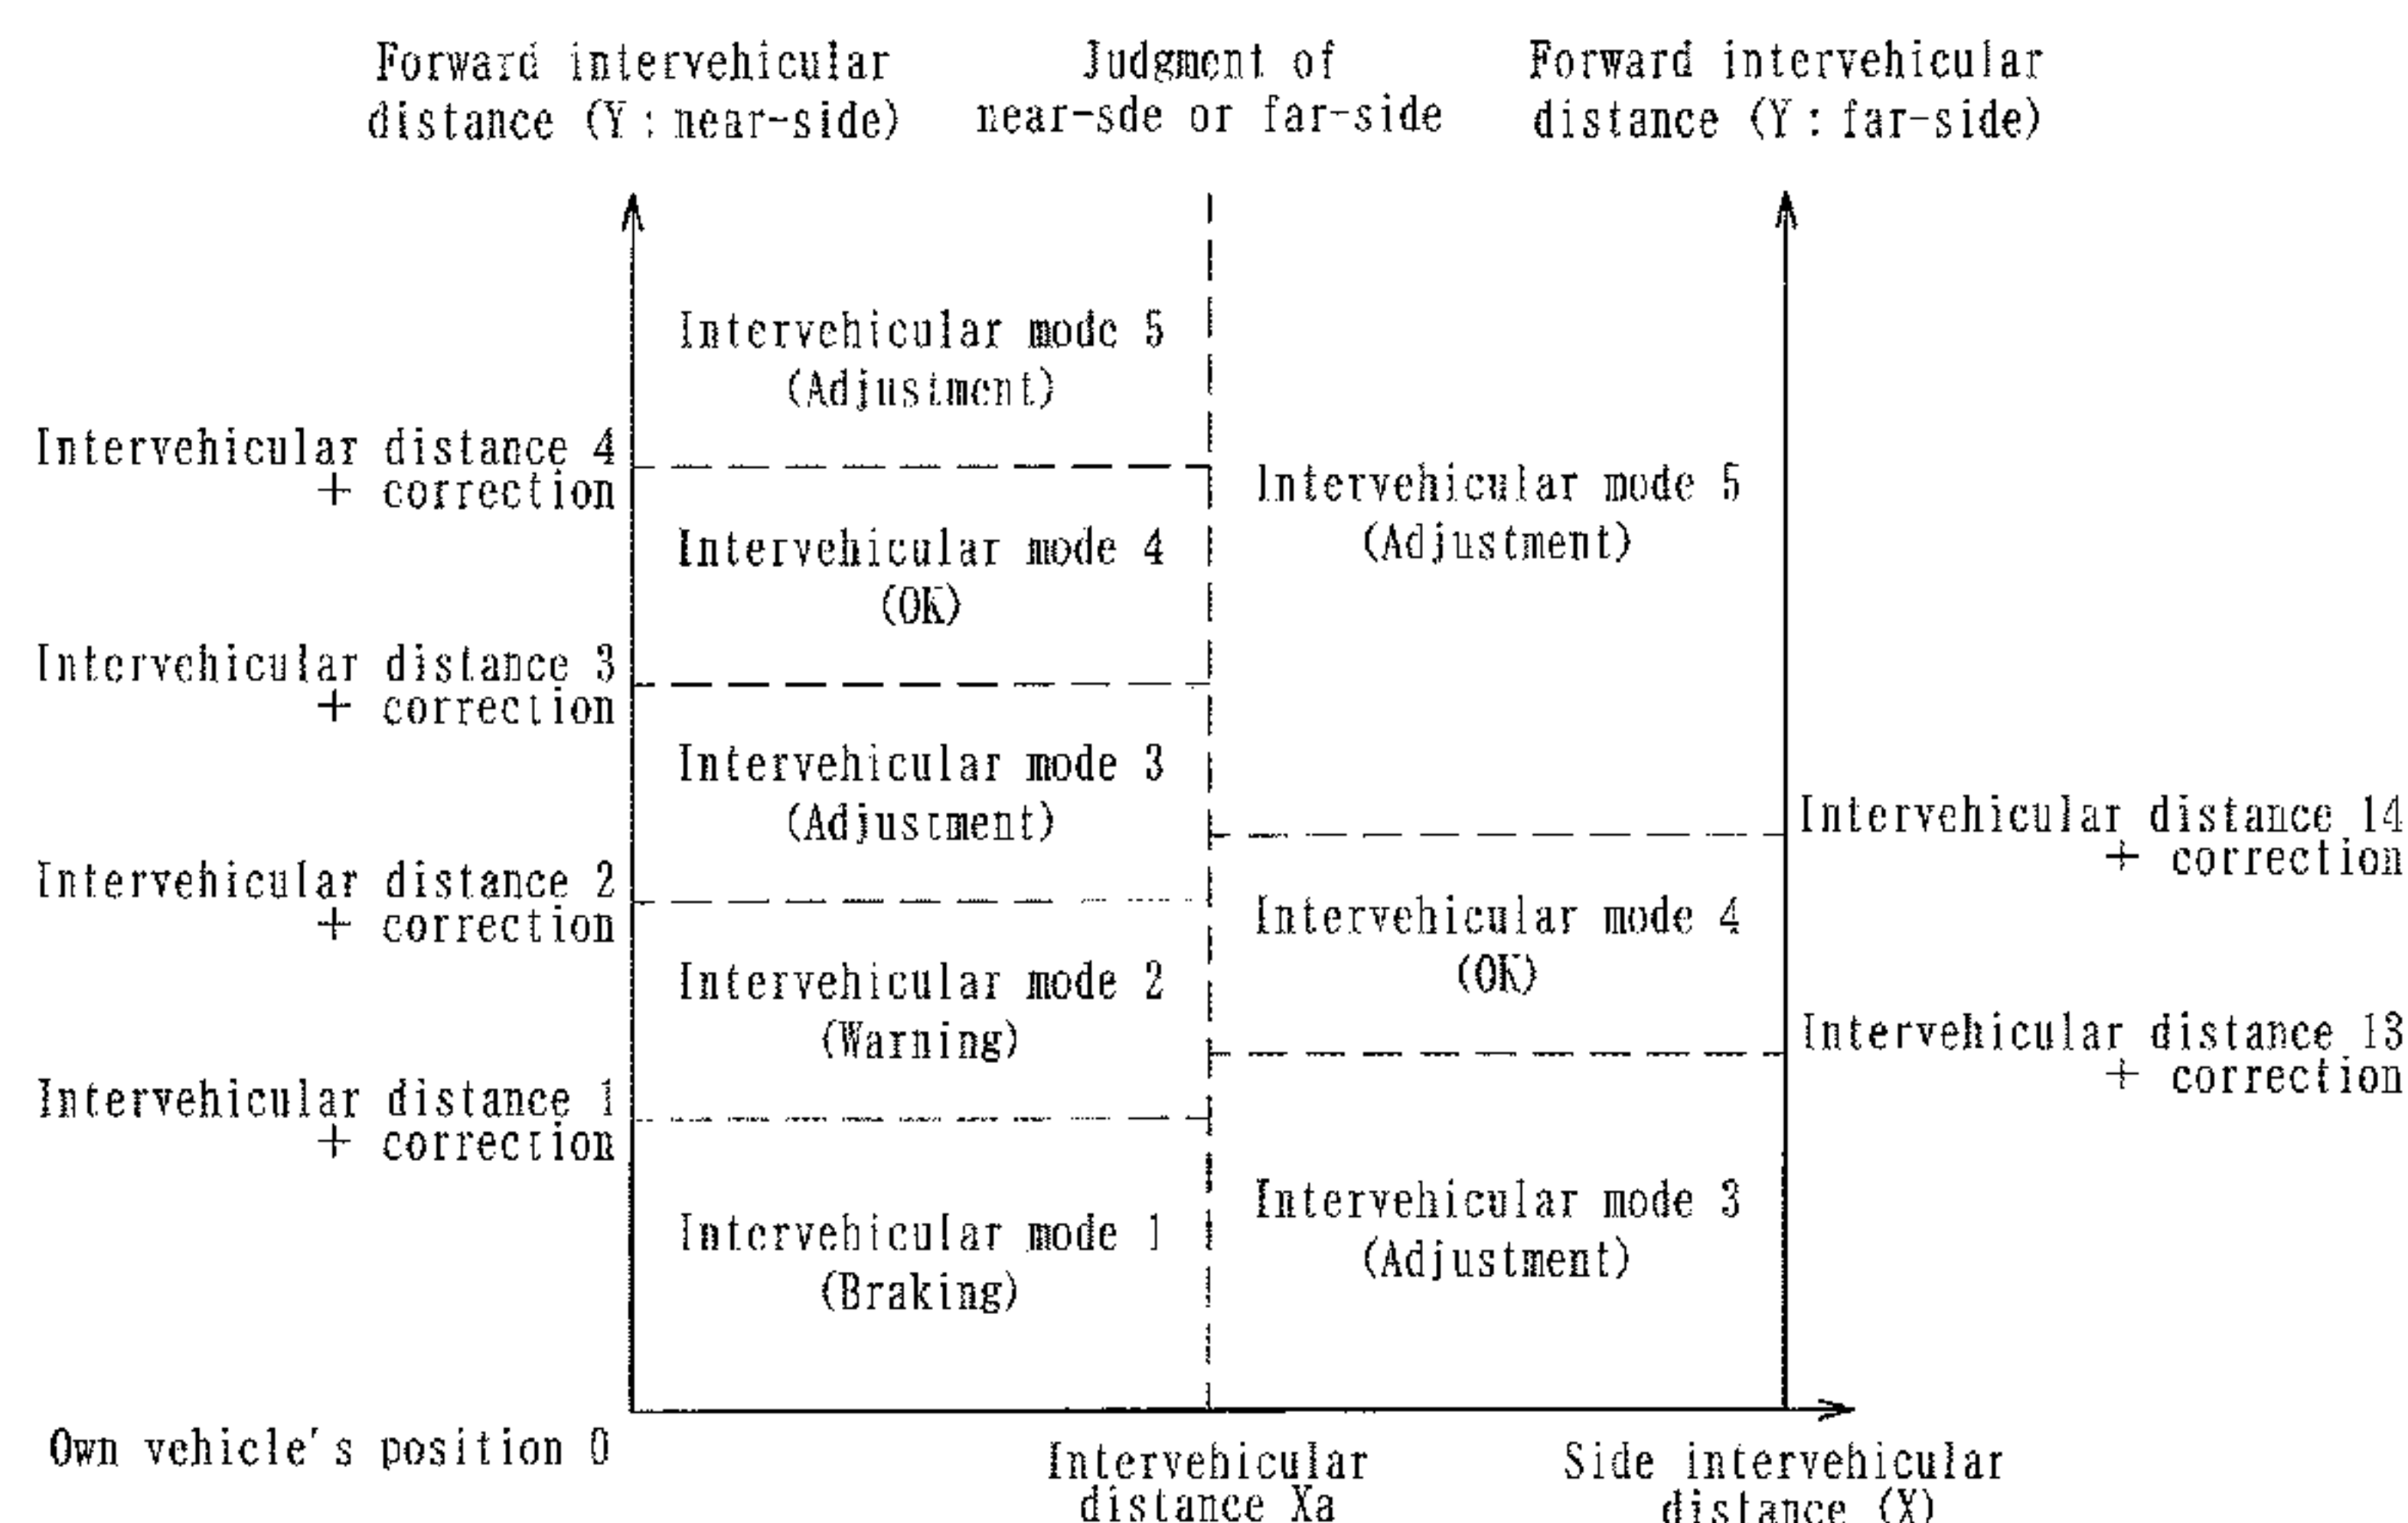 Forward intervehicular
distance (Y : near-side)
Judgment of
near-sde or far-side
Forward intervehicular
distance (Y : far-side)
Intervehicular mode 5
(Adjustment)
Intervehicular distance 4
+ correction
Intervehicular mode 5
(Adjustment)
Intervehicular mode 4
(OK)
Intervehicular distance 3
+ correction
Intervehicular mode 3
(Adjustment)
Intervehicular distance 14
+ correction
Intervehicular distance 2
+ correction
Intervehicular mode 4
(OK)
Intervehicular mode 2
(Warning)
Intervehicular distance 13
+ correction
Intervehicular distance 1
+ correction
Intervehicular mode 3
(Adjustment)
Intervehicular mode 1
(Braking)
Own vehicle's position 0
Intervehicular
distance Xa
Side intervehicular
distance (X)